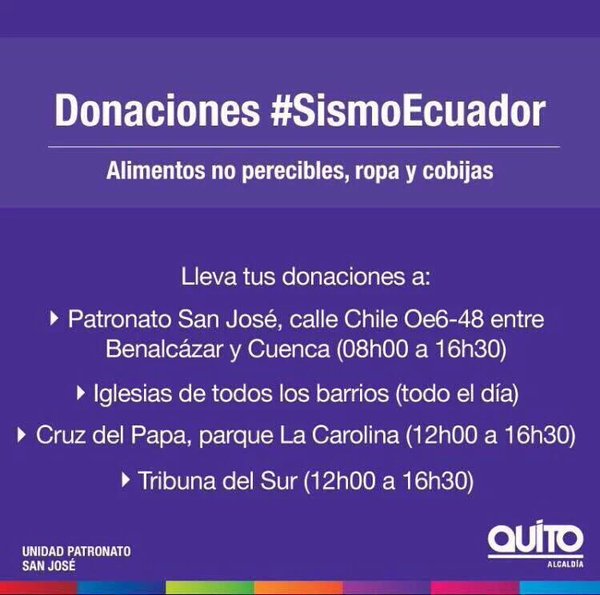 Donaciones #SismoEcuador
Alimentos no perecibles, ropa y cobijas
Lleva tus donaciones a:
Patronato San José, calle Chile Oe6-48 entre
Benalcázar y Cuenca (08h00 a 16h30)
Iglesias de todos los barrios (todo el día)
Cruz del Papa, parque La Carolina (12h00 a 16h30)
Tribuna del Sur (12h00 a 16h30)
UNIDAD PATRONATO
SAN JOSÉ
QUITO
ALCALDÍA